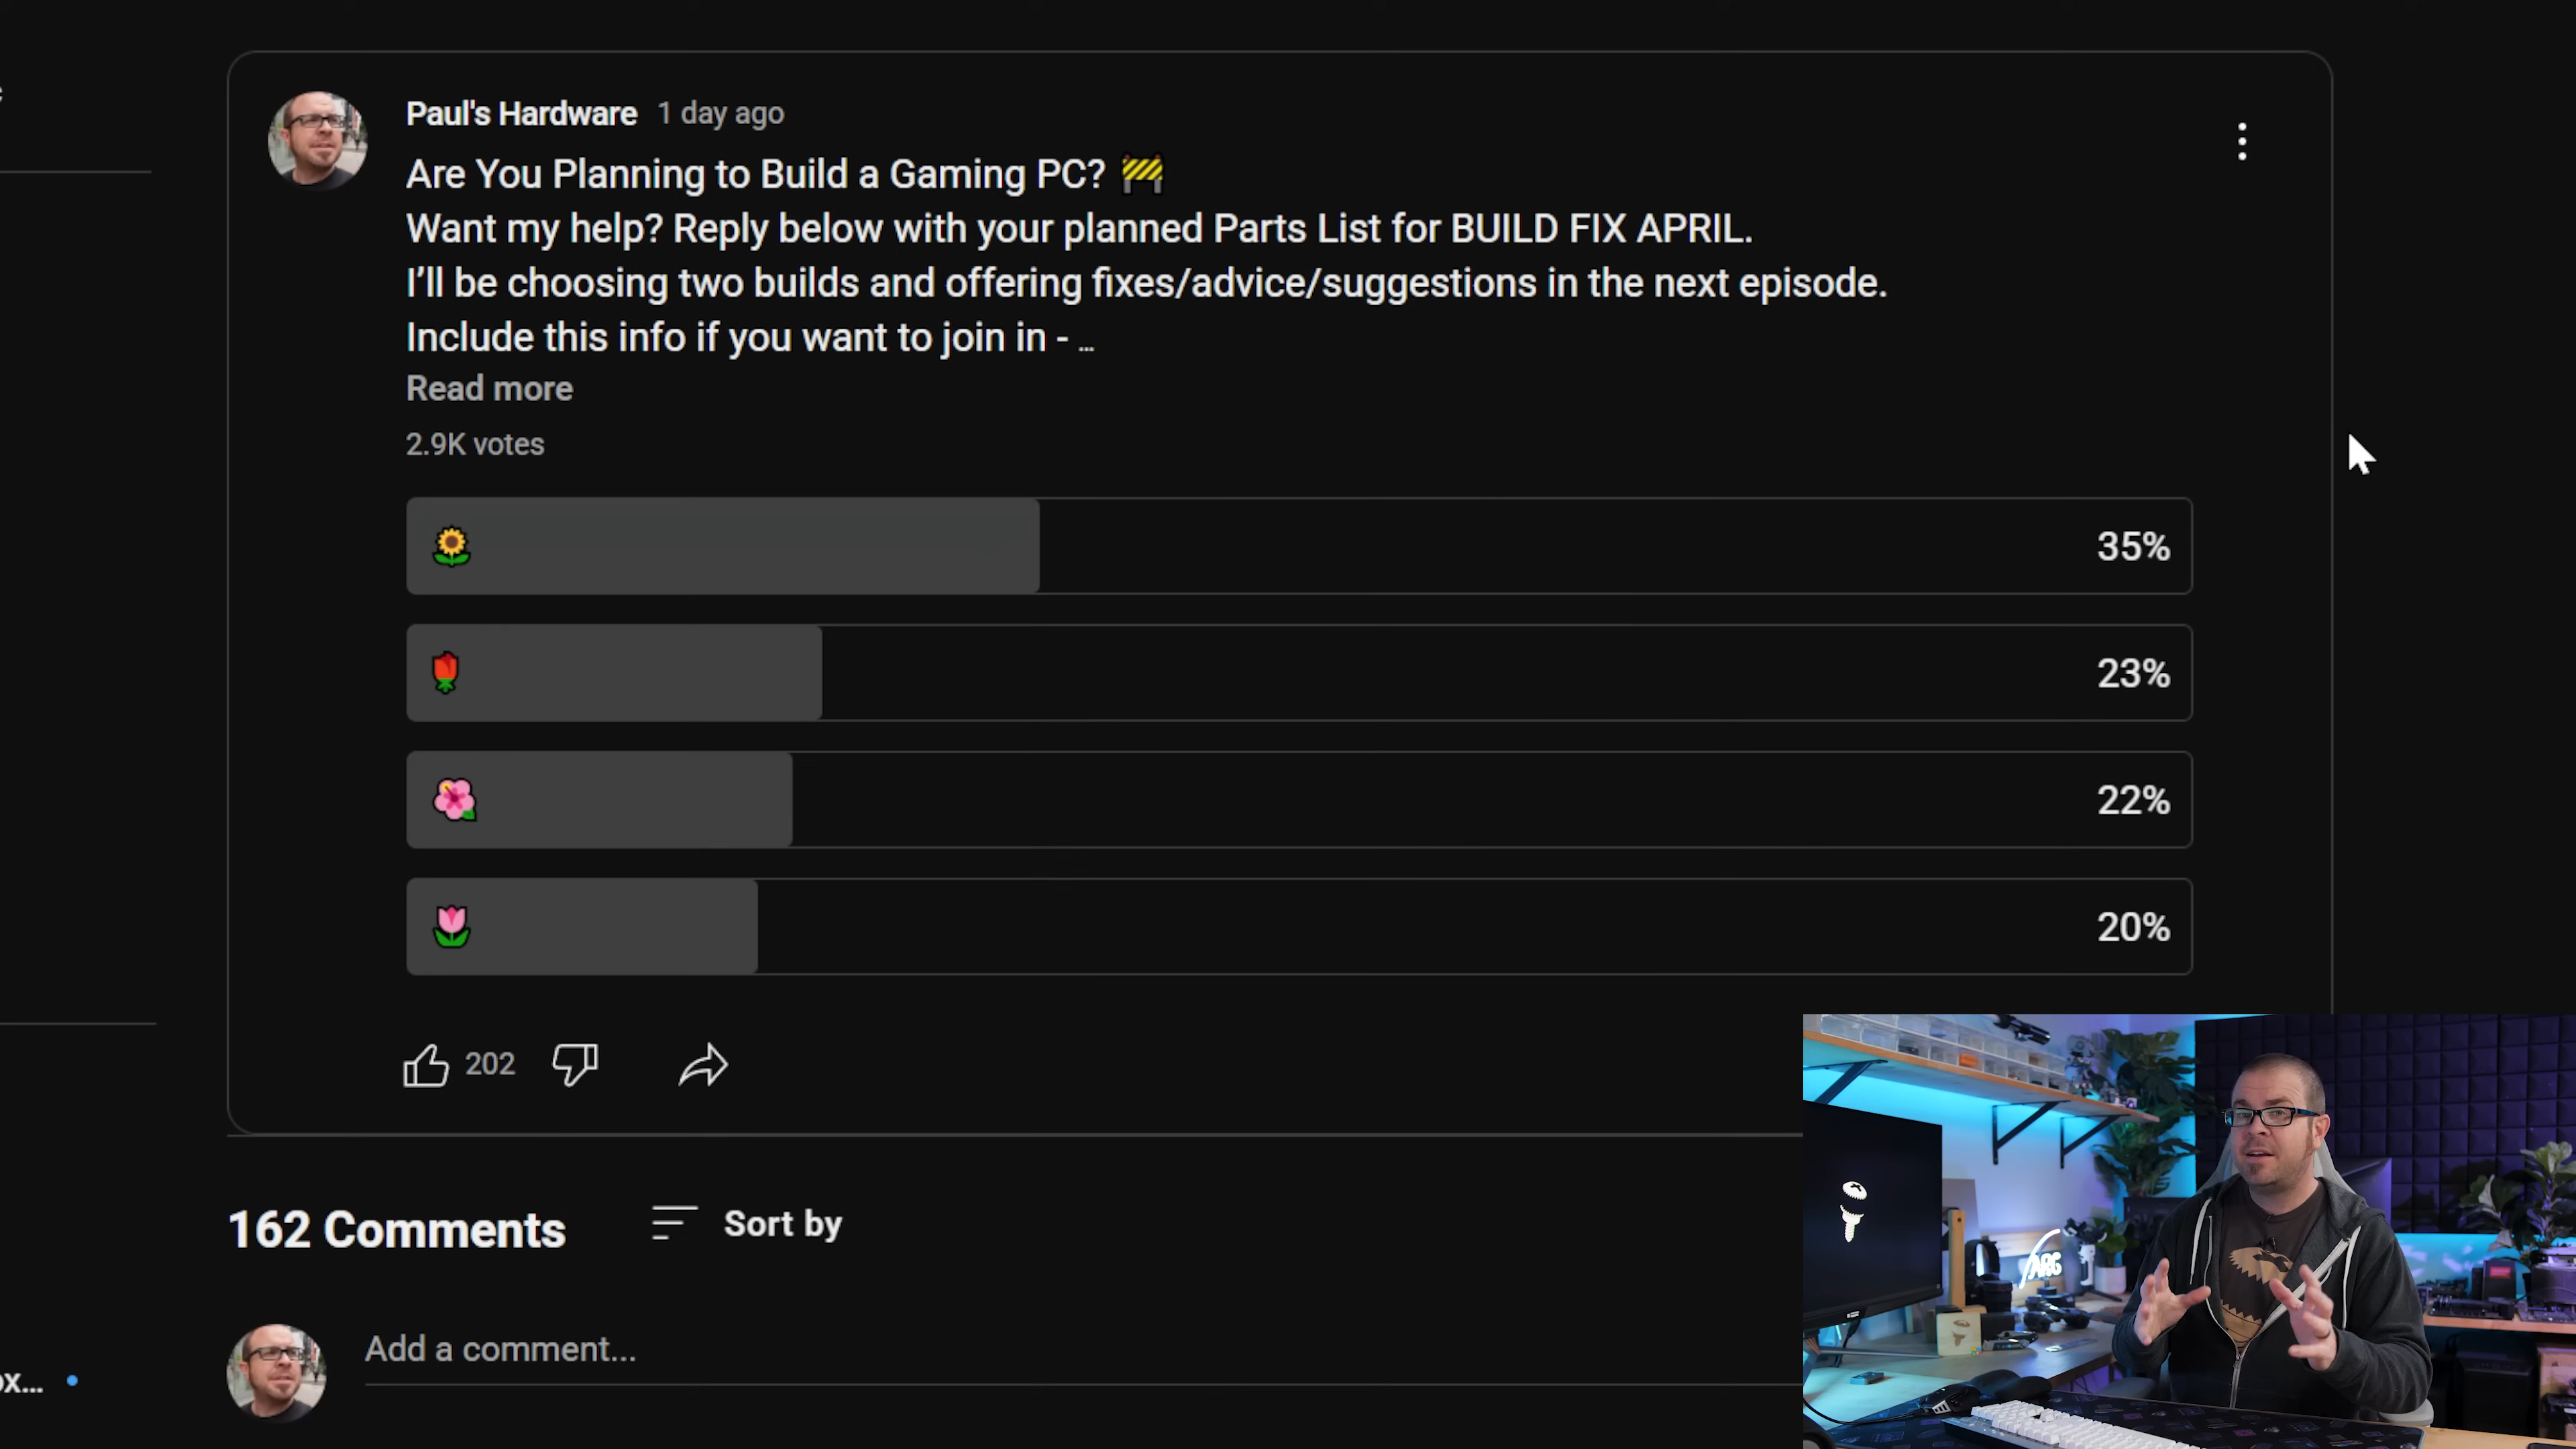 Paul's Hardware 1 day ago
Are You Planning to Build a Gaming PC? 🚧
Want my help? Reply below with your planned Parts List for BUILD FIX APRIL.
I’ll be choosing two builds and offering fixes/advice/suggestions in the next episode.
Include this info if you want to join in - ...
Read more
2.9K votes
🌻 35%
🌹 23%
🌺 22%
🌷 20%
202
162 Comments Sort by
Add a comment...
ox...
ARC